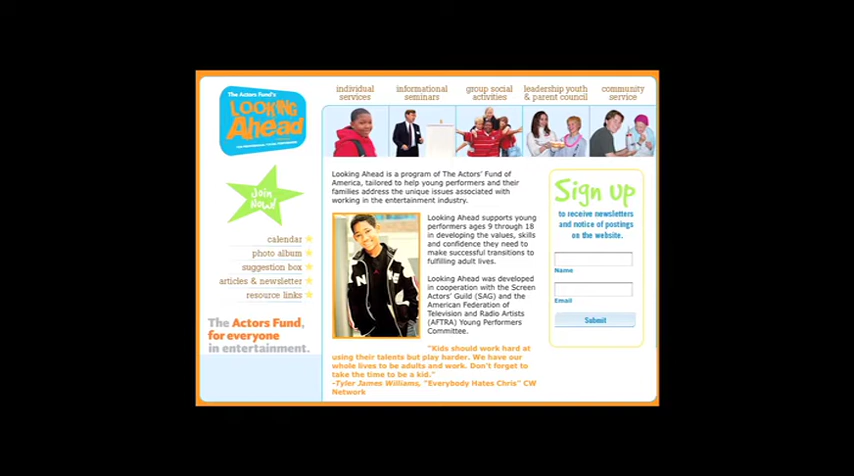 The Actors Fund's
LOOKING
Ahead
Join
Now!
calendar
photo album
suggestion box
articles & newsletter
resource links
The Actors Fund,
for everyone
in entertainment.
individual
services
informational
seminars
group social
activities
leadership youth
& parent council
community
service
Looking Ahead is a program of The Actors' Fund of
America, tailored to help young performers and their
families address the unique issues associated with
working in the entertainment industry.
Looking Ahead supports young
performers ages 9 through 18
in developing the values, skills
and confidence they need to
make successful transitions to
fulfilling adult lives.
Looking Ahead was developed
in cooperation with the Screen
Actors' Guild (SAG) and the
American Federation of
Television and Radio Artists
(AFTRA) Young Performers
Committee.
"Kids should work hard at
using their talents but play harder. We have our
whole lives to be adults and work. Don't forget to
take the time to be a kid."
-Tyler James Williams, "Everybody Hates Chris" CW
Network
Sign up
to receive newsletters
and notice of postings
on the website.
Name
Email
Submit